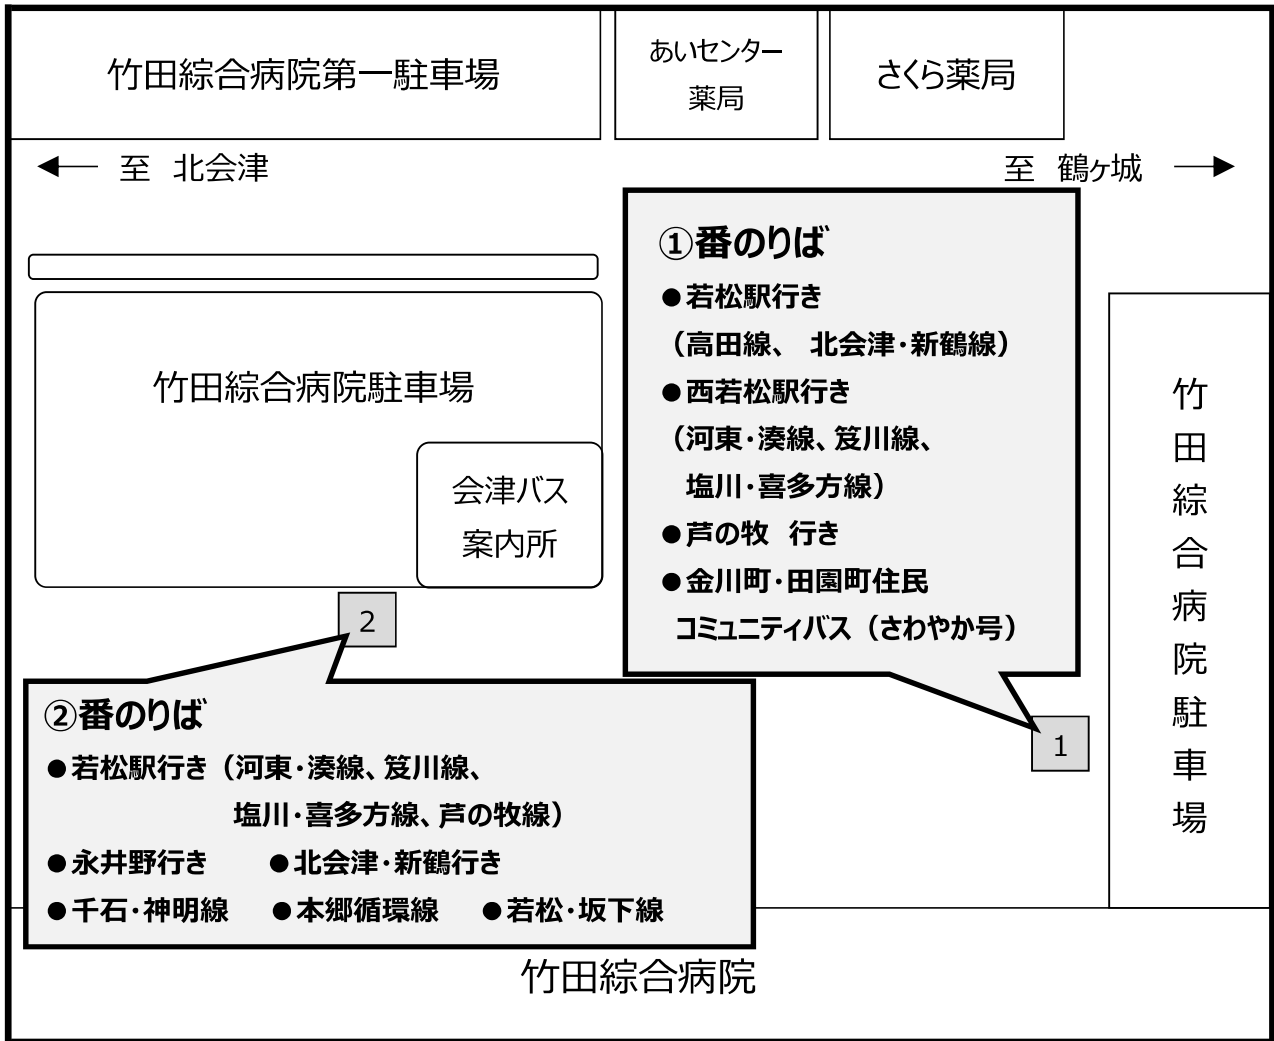 竹田綜合病院第一駐車場
あいセンター
薬局
さくら薬局
至 北会津
至 鶴ヶ城
①番のりば
●若松駅行き
（高田線、 北会津・新鶴線）
●西若松駅行き
（河東・湊線、笈川線、
塩川・喜多方線）
●芦の牧 行き
●金川町・田園町住民
コミュニティバス（さわやか号）
竹田綜合病院駐車場
会津バス
案内所
竹田綜合病院駐車場
2
1
②番のりば
●若松駅行き（河東・湊線、笈川線、
塩川・喜多方線、芦の牧線）
●永井野行き ●北会津・新鶴行き
●千石・神明線 ●本郷循環線 ●若松・坂下線
竹田綜合病院